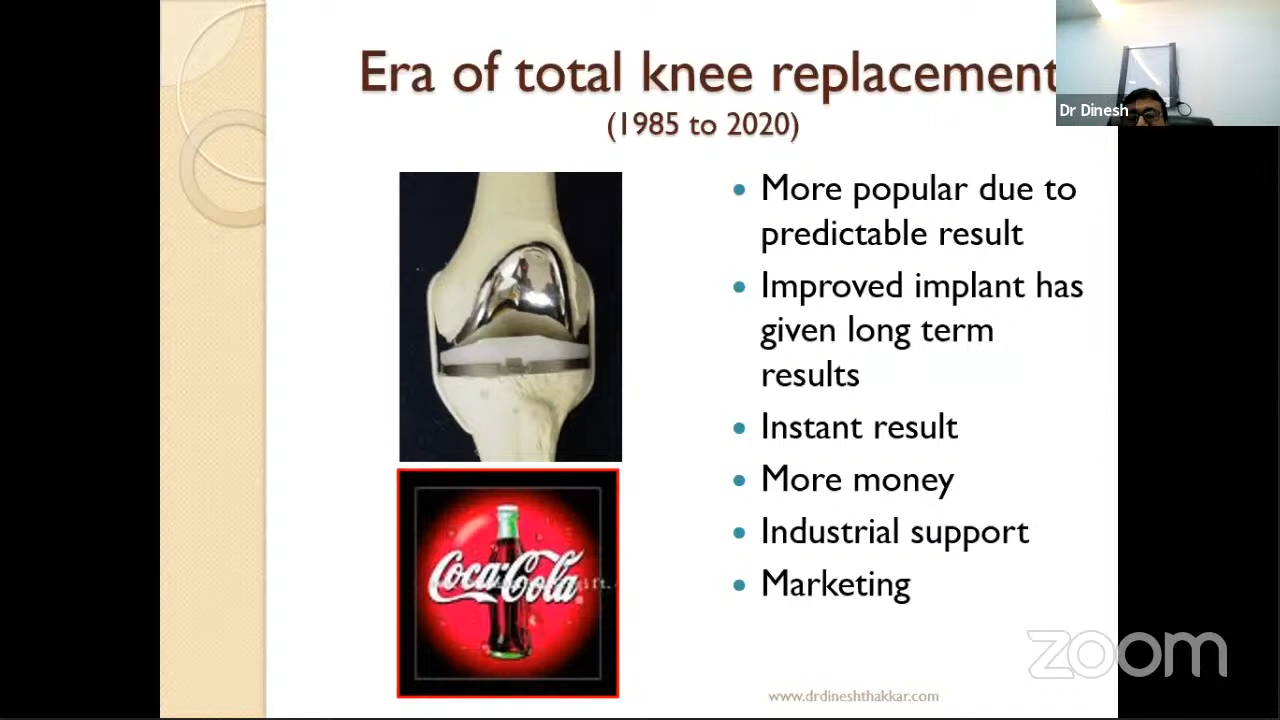 Era of total knee replacement
(1985 to 2020)
Dr Dinesh
• More popular due to
predictable result
• Improved implant has
given long term
results
• Instant result
• More money
• Industrial support
• Marketing
Coca-Cola
zoom
www.drdineshthakkar.com